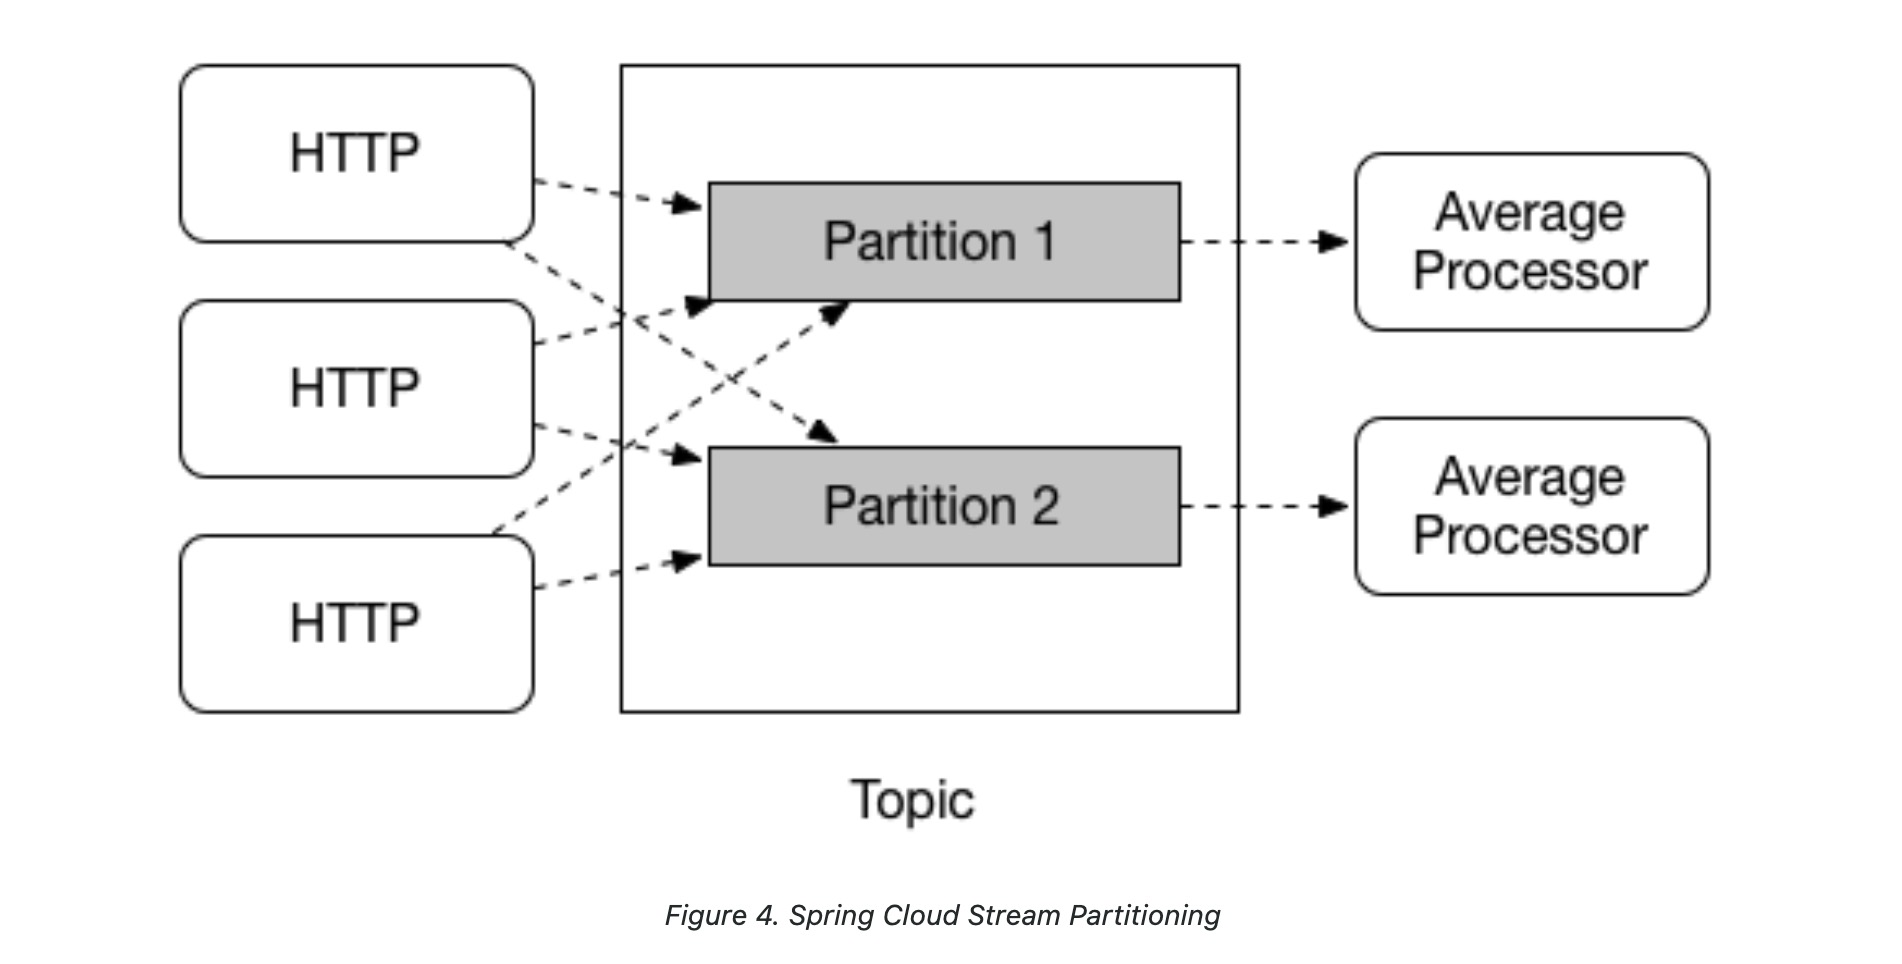 HTTP
HTTP
HTTP
Partition 1
Partition 2
Average
Processor
Average
Processor
Topic
Figure 4. Spring Cloud Stream Partitioning